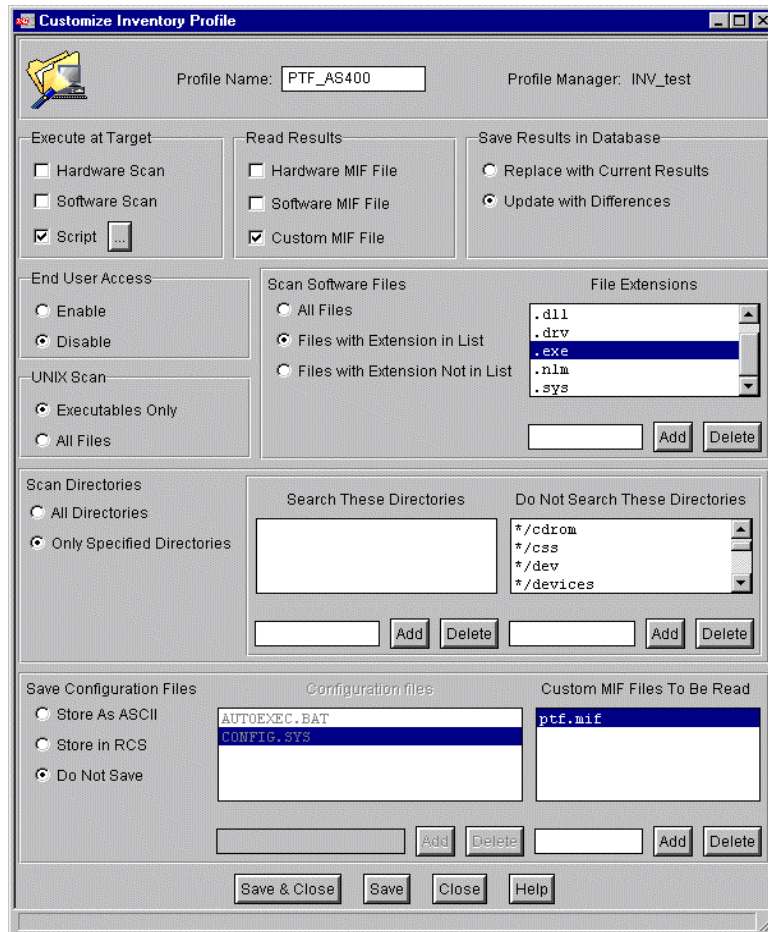 Customize Inventory Profile
Profile Name: PTF_AS400 Profile Manager: INV_test
Execute at Target
Hardware Scan
Software Scan
Script ...
Read Results
Hardware MIF File
Software MIF File
Custom MIF File
Save Results in Database
Replace with Current Results
Update with Differences
End User Access
Enable
Disable
UNIX Scan
Executables Only
All Files
Scan Software Files
All Files
Files with Extension in List
Files with Extension Not in List
File Extensions
.dll
.drv
.exe
.nlm
.sys
Add Delete
Scan Directories
All Directories
Only Specified Directories
Search These Directories
Add Delete
Do Not Search These Directories
*/cdrom
*/css
*/dev
*/devices
Add Delete
Save Configuration Files
Store As ASCII
Store in RCS
Do Not Save
Configuration files
AUTOEXEC.BAT
CONFIG.SYS
Add Delete
Custom MIF Files To Be Read
ptf.mif
Add Delete
Save & Close Save Close Help